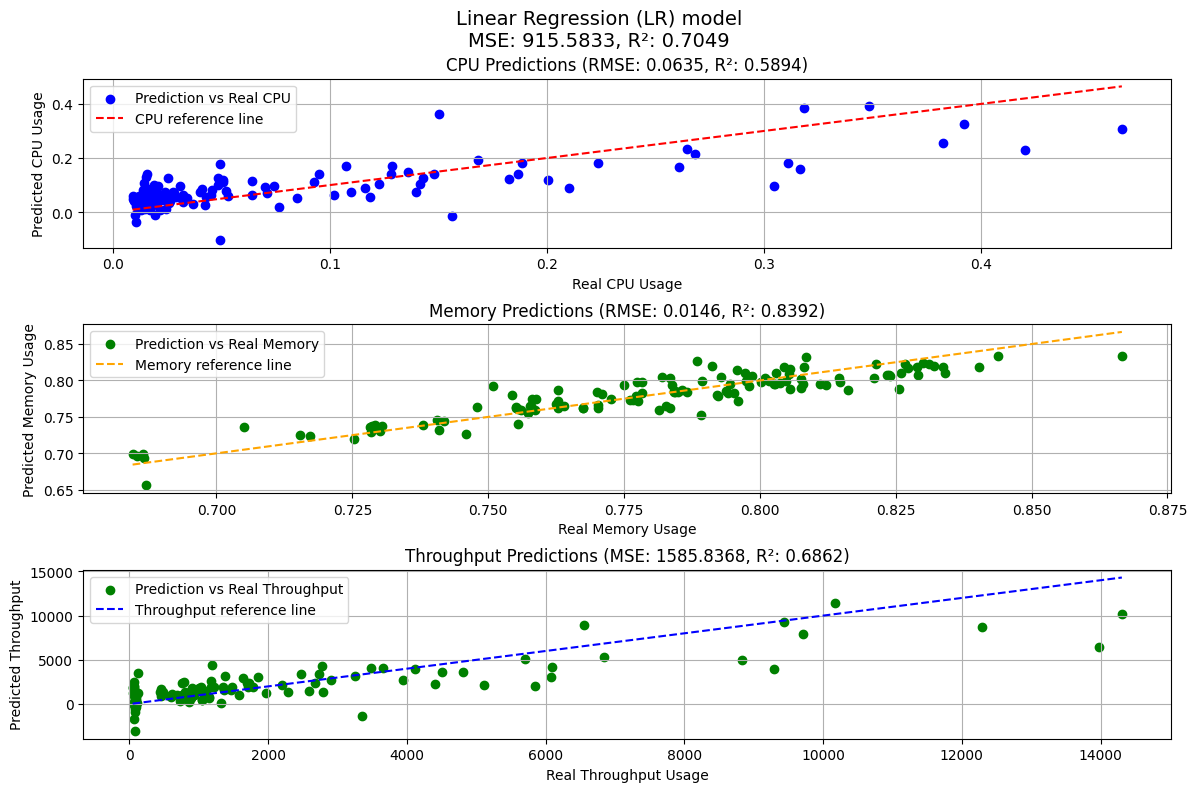 Linear Regression (LR) model
MSE: 915.5833, R²: 0.7049
CPU Predictions (RMSE: 0.0635, R²: 0.5894)
Predicted CPU Usage
0.4
0.2
0.0
Prediction vs Real CPU
CPU reference line
0.0 0.1 0.2 0.3 0.4
Real CPU Usage
Memory Predictions (RMSE: 0.0146, R²: 0.8392)
Predicted Memory Usage
0.85
0.80
0.75
0.70
0.65
Prediction vs Real Memory
Memory reference line
0.700 0.725 0.750 0.775 0.800 0.825 0.850 0.875
Real Memory Usage
Throughput Predictions (MSE: 1585.8368, R²: 0.6862)
Predicted Throughput
15000
10000
5000
0
Prediction vs Real Throughput
Throughput reference line
0 2000 4000 6000 8000 10000 12000 14000
Real Throughput Usage